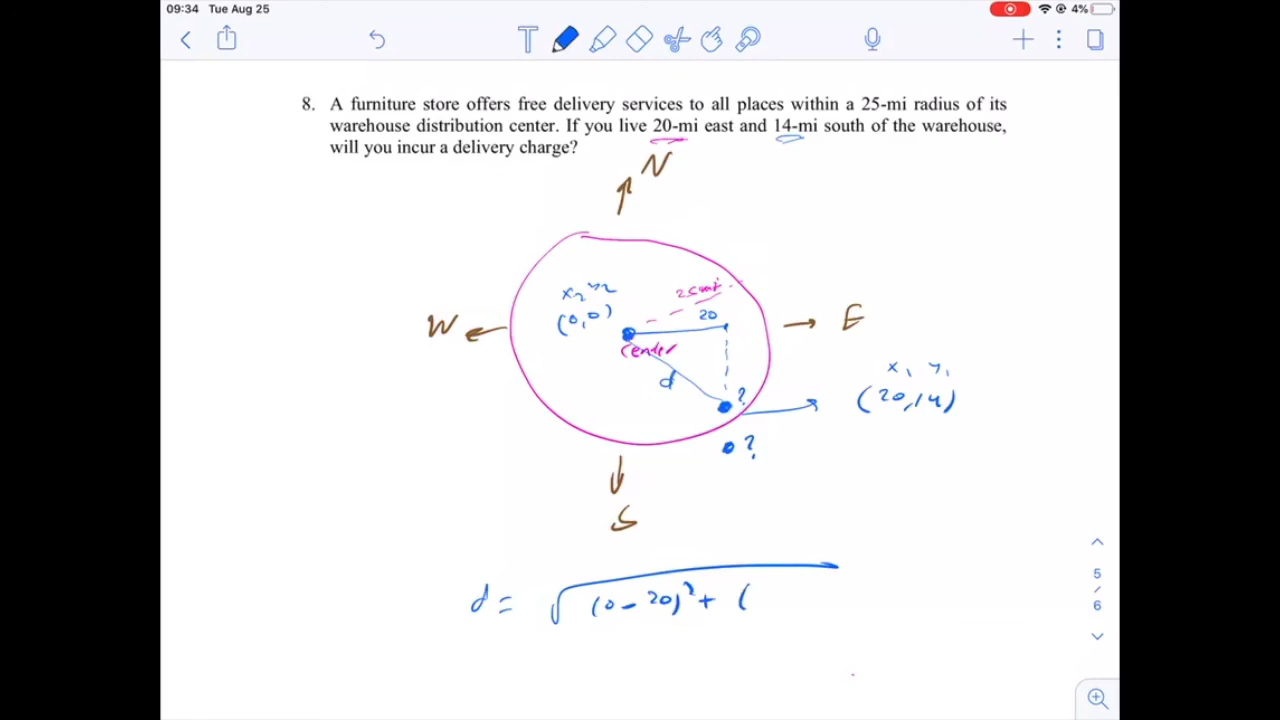 09:34 Tue Aug 25
4%
T
8. A furniture store offers free delivery services to all places within a 25-mi radius of its
warehouse distribution center. If you live 20-mi east and 14-mi south of the warehouse,
will you incur a delivery charge?
N
x2 y2
25mi
(0,0)
20
W
E
center
x1 y1
d
?
(20,14)
?
S
5
/
6
d = √(0-20)² + (